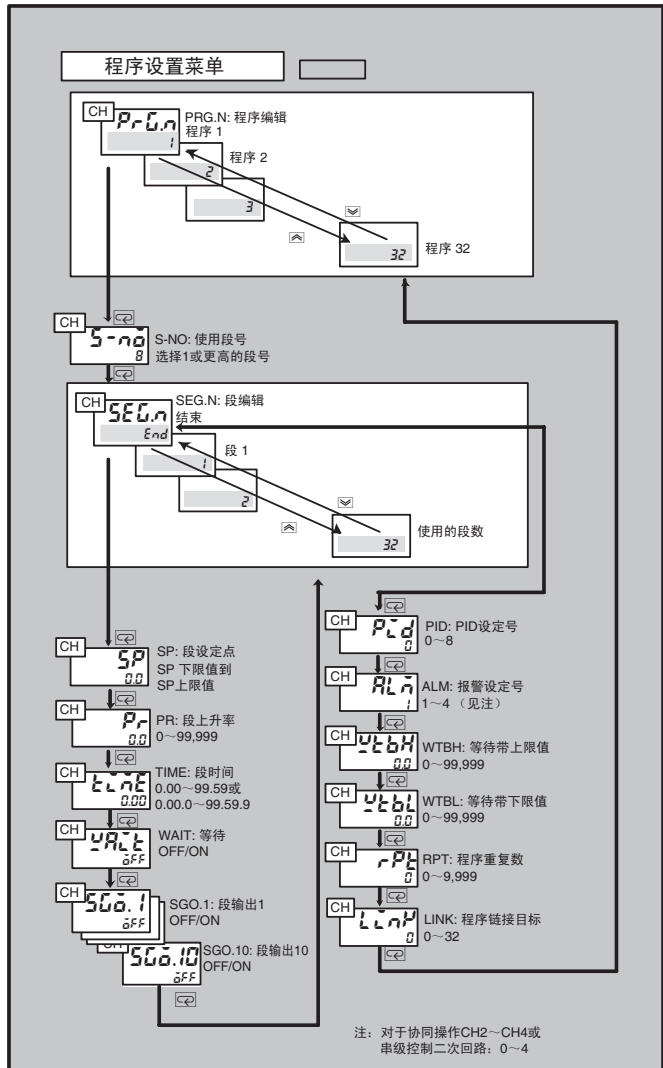 程序设置菜单
CH
PrG.n
1
PRG.N: 程序编辑
程序 1
2
程序 2
3
32
程序 32
CH
S-no
8
S-NO: 使用段号
选择1或更高的段号
CH
SEG.n
End
SEG.N: 段编辑
结束
1
段 1
2
32
使用的段数
CH
SP
0.0
SP: 段设定点
SP 下限值到
SP上限值
CH
Pr
0.0
PR: 段上升率
0～99,999
CH
timE
0.00
TIME: 段时间
0.00～99.59或
0.00.0～99.59.9
CH
WAit
oFF
WAIT: 等待
OFF/ON
CH
SGo.1
oFF
SGO.1: 段输出1
OFF/ON
CH
SGo.10
oFF
SGO.10: 段输出10
OFF/ON
CH
Pid
0
PID: PID设定号
0～8
CH
ALm
1
ALM: 报警设定号
1～4 （见注）
CH
WtbH
0.0
WTBH: 等待带上限值
0～99,999
CH
WtbL
0.0
WTBL: 等待带下限值
0～99,999
CH
rPt
0
RPT: 程序重复数
0～9,999
CH
LinK
0
LINK: 程序链接目标
0～32
注：对于协同操作CH2～CH4或
串级控制二次回路：0～4